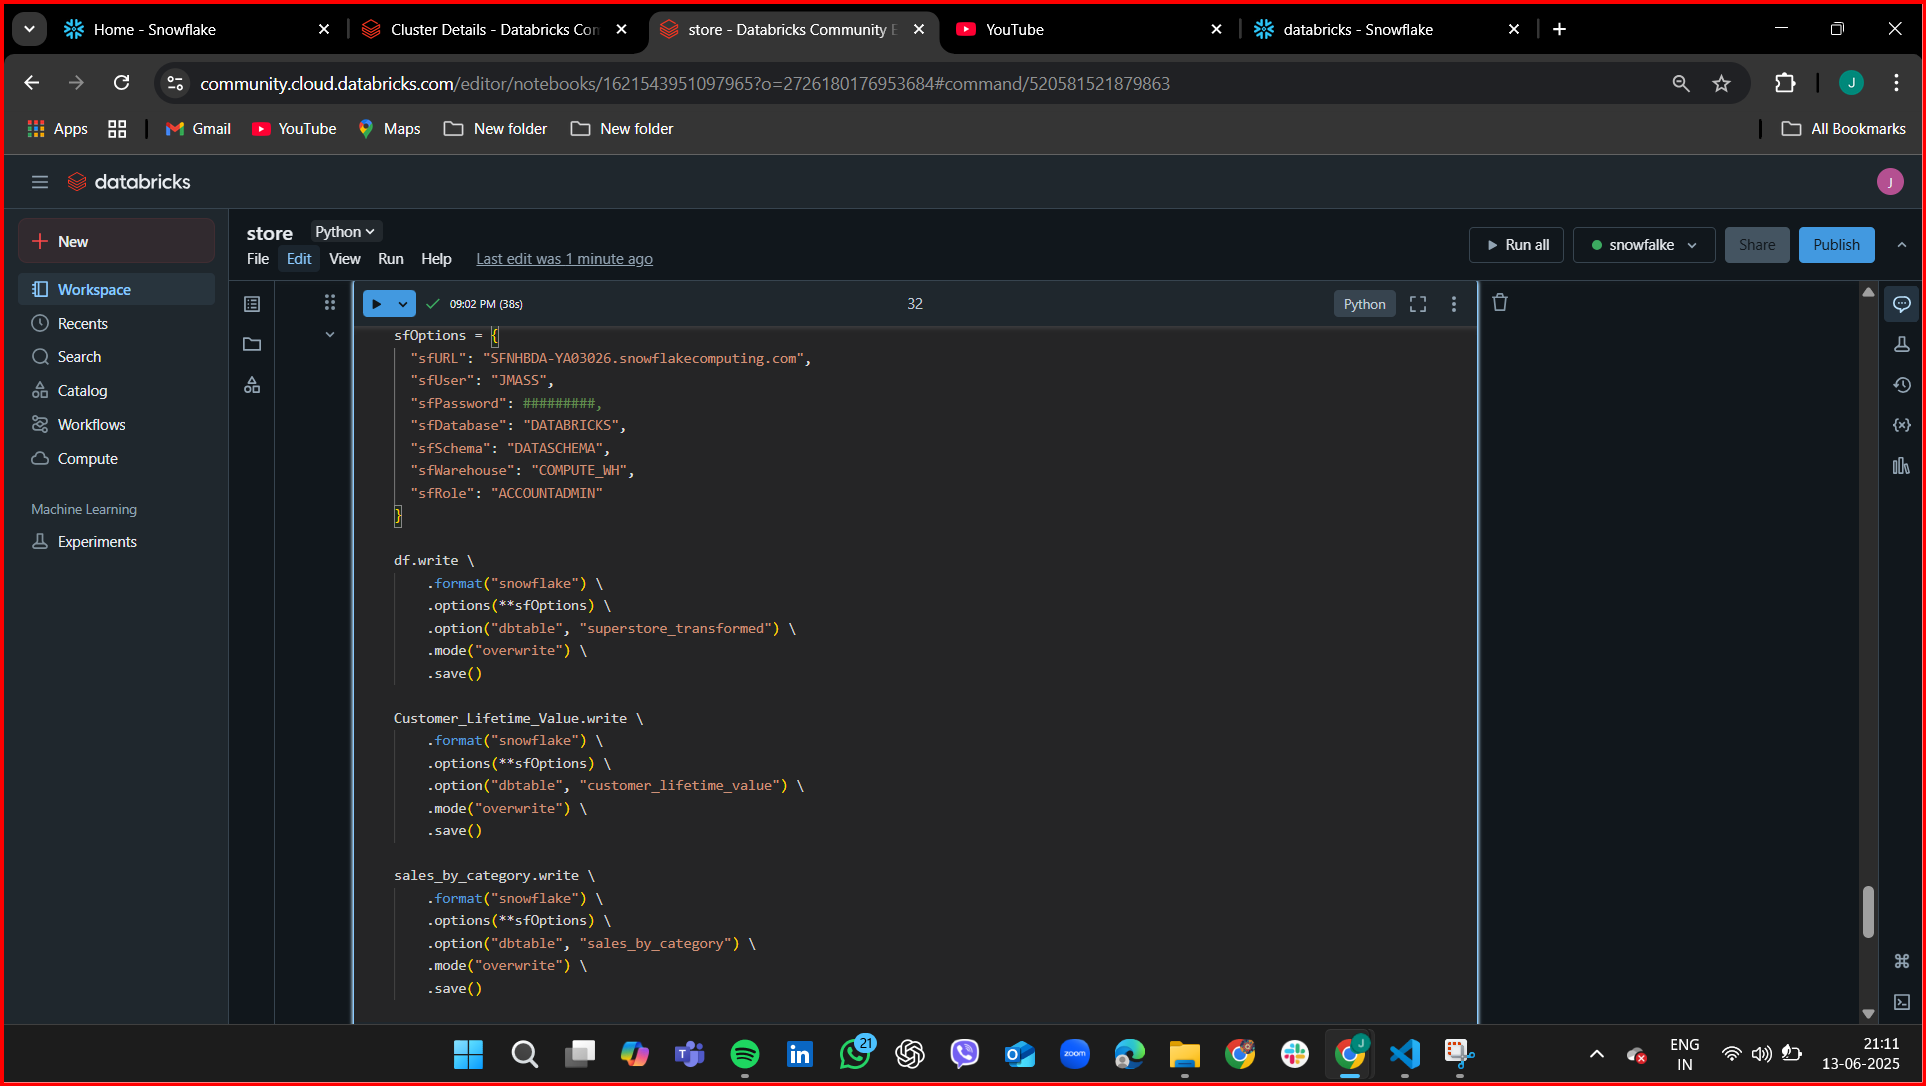 Home - Snowflake
Cluster Details - Databricks Con
store - Databricks Community E
YouTube
databricks - Snowflake
community.cloud.databricks.com/editor/notebooks/1621543951097965?o=2726180176953684#command/520581521879863
J
Apps
Gmail
YouTube
Maps
New folder
New folder
All Bookmarks
databricks
J
New
Workspace
Recents
Search
Catalog
Workflows
Compute
Machine Learning
Experiments
store
Python
File
Edit
View
Run
Help
Last edit was 1 minute ago
Run all
snowfalke
Share
Publish
09:02 PM (38s)
32
Python
sfOptions = {
"sfURL": "SFNHBDA-YA03026.snowflakecomputing.com",
"sfUser": "JMASS",
"sfPassword": #########,
"sfDatabase": "DATABRICKS",
"sfSchema": "DATASCHEMA",
"sfWarehouse": "COMPUTE_WH",
"sfRole": "ACCOUNTADMIN"
}
df.write \
.format("snowflake") \
.options(**sfOptions) \
.option("dbtable", "superstore_transformed") \
.mode("overwrite") \
.save()
Customer_Lifetime_Value.write \
.format("snowflake") \
.options(**sfOptions) \
.option("dbtable", "customer_lifetime_value") \
.mode("overwrite") \
.save()
sales_by_category.write \
.format("snowflake") \
.options(**sfOptions) \
.option("dbtable", "sales_by_category") \
.mode("overwrite") \
.save()
21
zoom
J
ENG
IN
21:11
13-06-2025